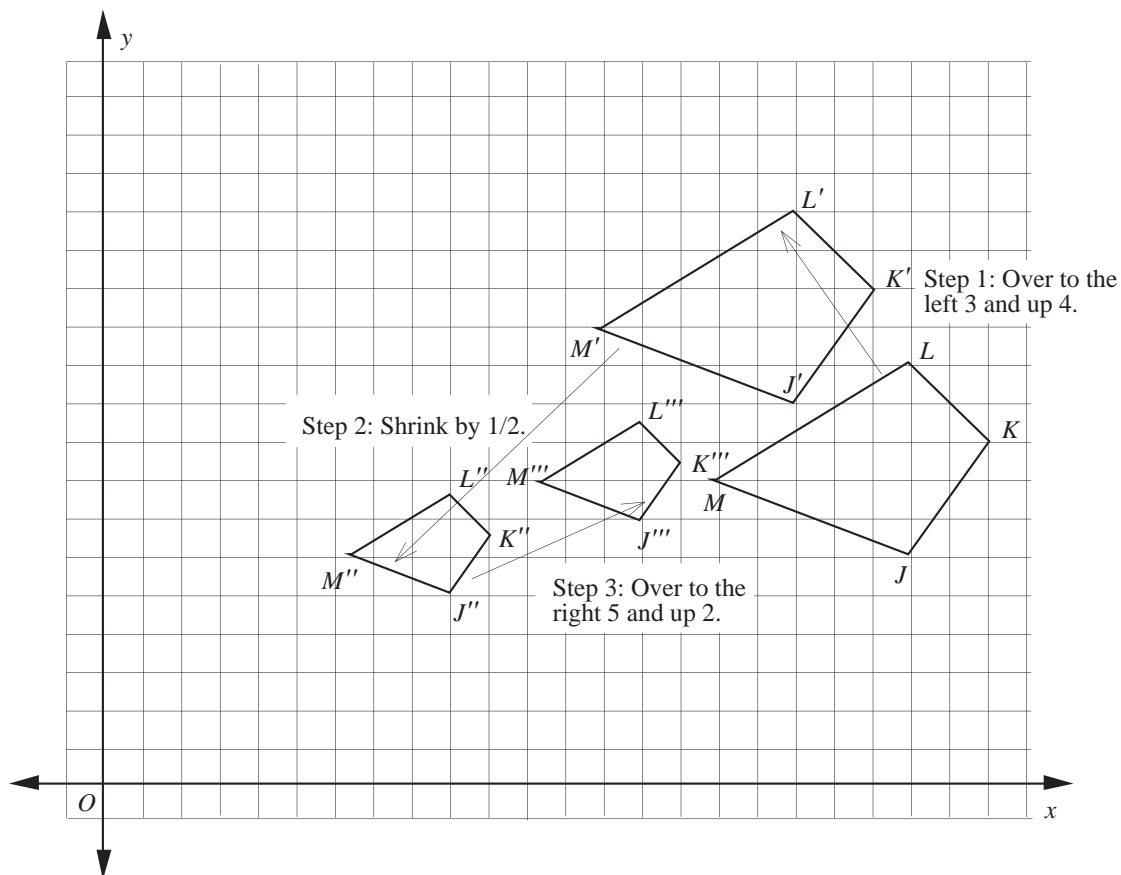 y
L′
K′
Step 1: Over to the
left 3 and up 4.
M′
L
J′
L′′′
Step 2: Shrink by 1/2.
K
K′′′
M′′′
L′′
M
K′′
J′′′
J
M′′
Step 3: Over to the
right 5 and up 2.
J′′
O
x